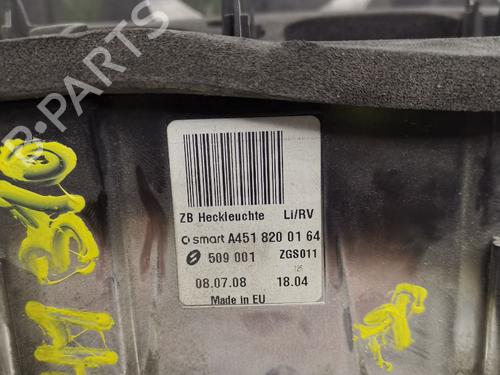 B-PARTS
ZB Heckleuchte Li/RV
smart A451 820 01 64
509 001 ZGS011
08.07.08 18.04
Made in EU